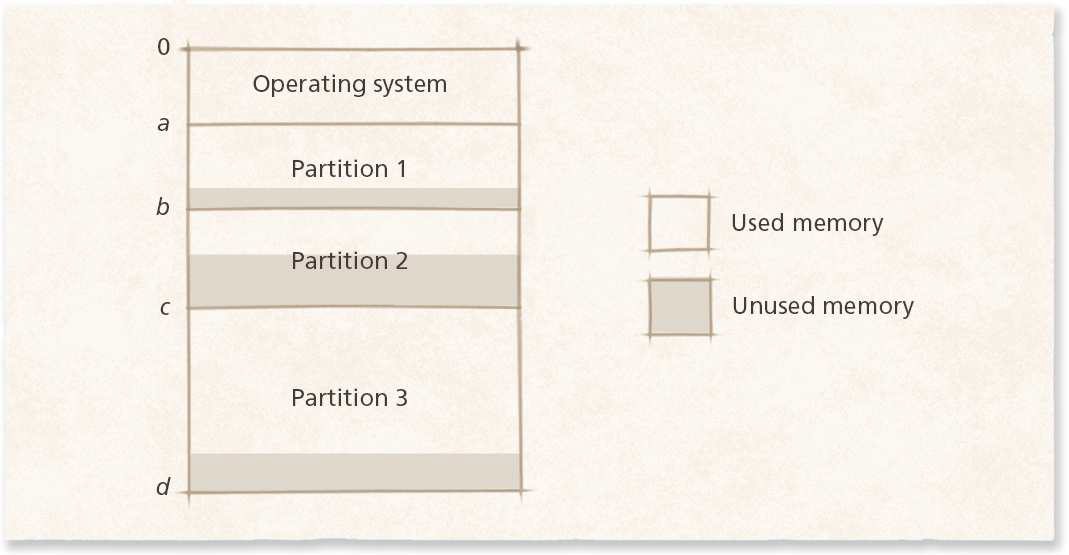 0
Operating system
a
Partition 1
b
Used memory
Partition 2
Unused memory
c
Partition 3
d